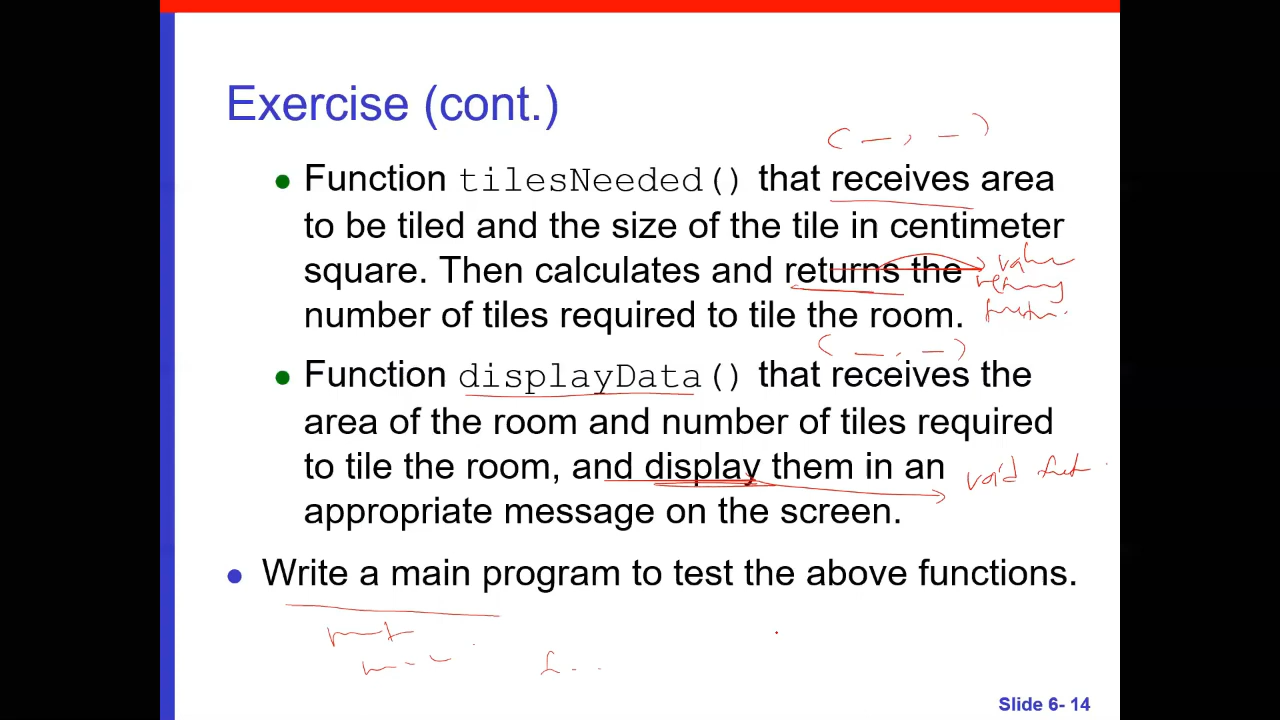 Exercise (cont.)
( _ , _ )
• Function tilesNeeded() that receives area
to be tiled and the size of the tile in centimeter
square. Then calculates and returns the
value
returning
number of tiles required to tile the room.
( _ , _ )
• Function displayData() that receives the
area of the room and number of tiles required
to tile the room, and display them in an
void
appropriate message on the screen.
• Write a main program to test the above functions.
Slide 6- 14